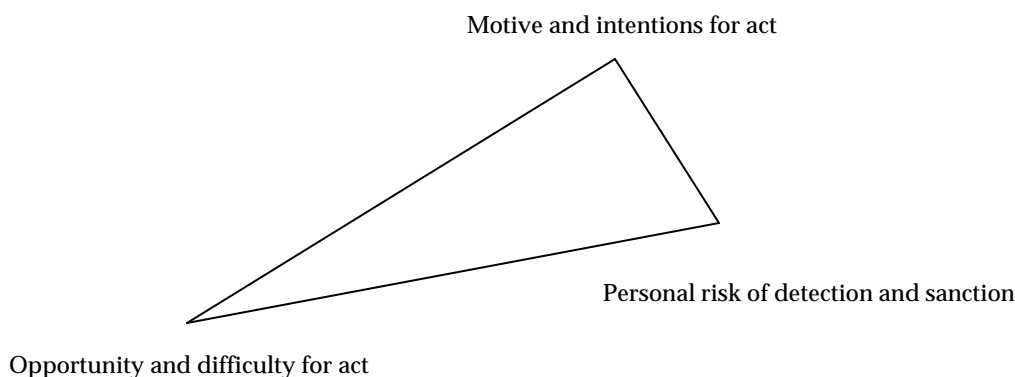 Motive and intentions for act
Personal risk of detection and sanction
Opportunity and difficulty for act